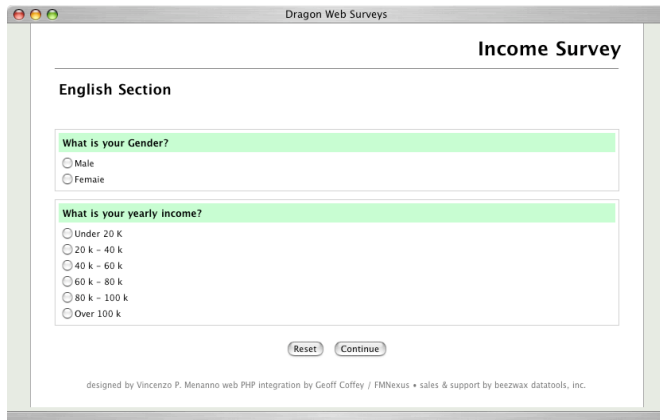 Dragon Web Surveys
Income Survey
English Section
What is your Gender?
Male
Female
What is your yearly income?
Under 20 K
20 k – 40 k
40 k – 60 k
60 k – 80 k
80 k – 100 k
Over 100 k
Reset Continue
designed by Vincenzo P. Menanno web PHP integration by Geoff Coffey / FMNexus • sales & support by beezwax datatools, inc.